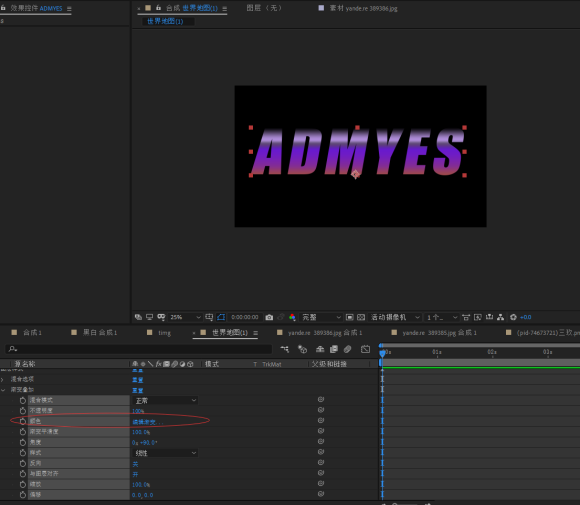 效果控件 ADMYES
合成 世界地图(1)
图层（无）
素材 yande.re 389386.jpg
世界地图(1)
ADMYES
25%
0:00:00:00
完整
活动摄像机
1 个...
+0.0
合成 1
黑白 合成 1
timg
世界地图(1)
yande.re 389386.jpg 合成 1
yande.re 389385.jpg 合成 1
源名称
模式
T TrkMat
父级和链接
01s
02s
03s
重置
混合选项
重置
渐变叠加
重置
混合模式
正常
不透明度
100%
颜色
编辑渐变...
渐变平滑度
100.0%
角度
0x +90.0°
样式
线性
反向
关
与图层对齐
开
缩放
100.0%
偏移
0.0, 0.0